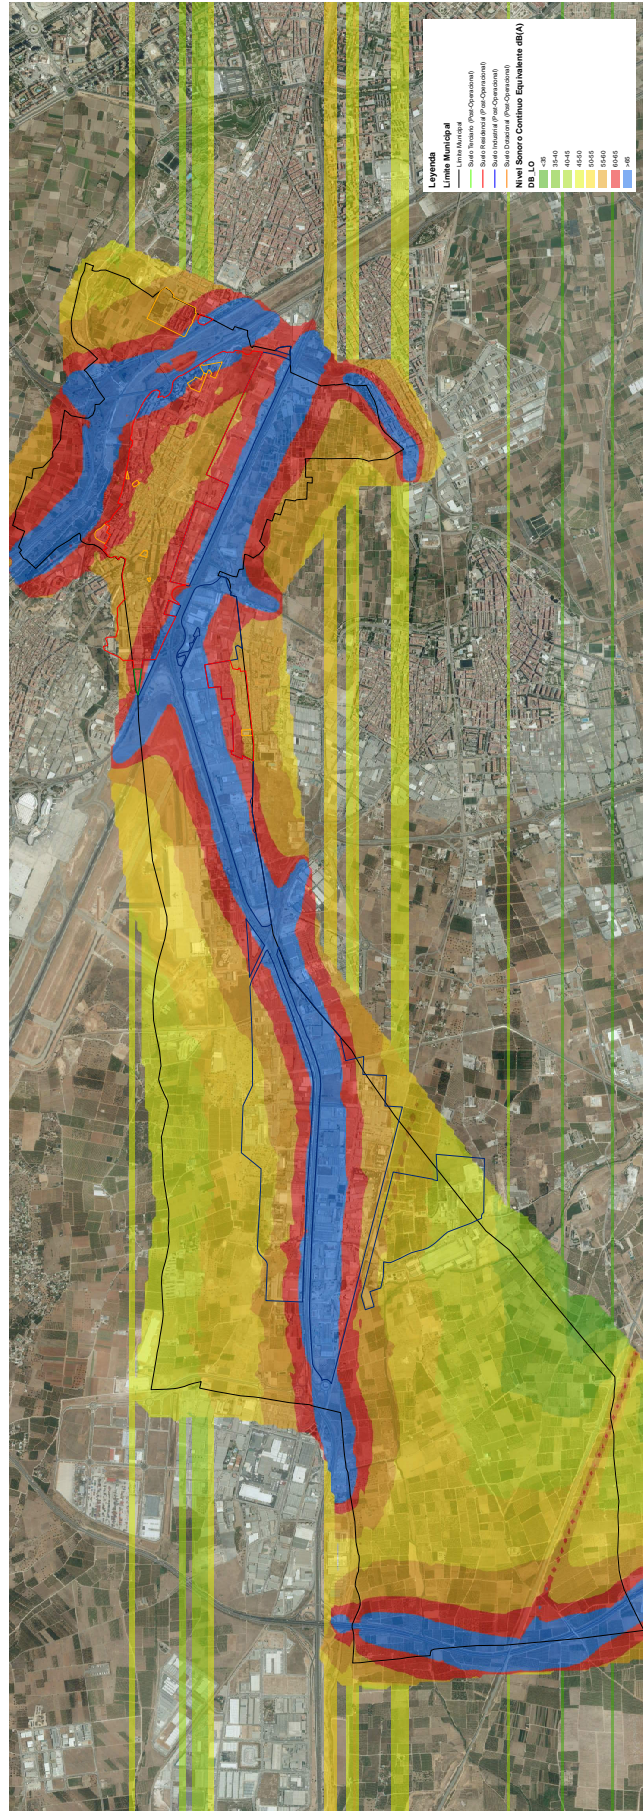 Leyenda
Límite Municipal
Límite Municipal
Suelo Terciario (Post-Operacional)
Suelo Residencial (Post-Operacional)
Suelo Industrial (Post-Operacional)
Suelo Dotacional (Post-Operacional)
Nivel Sonoro Continuo Equivalente dB(A)
DB_LO
<35
35-40
40-45
45-50
50-55
55-60
60-65
>65